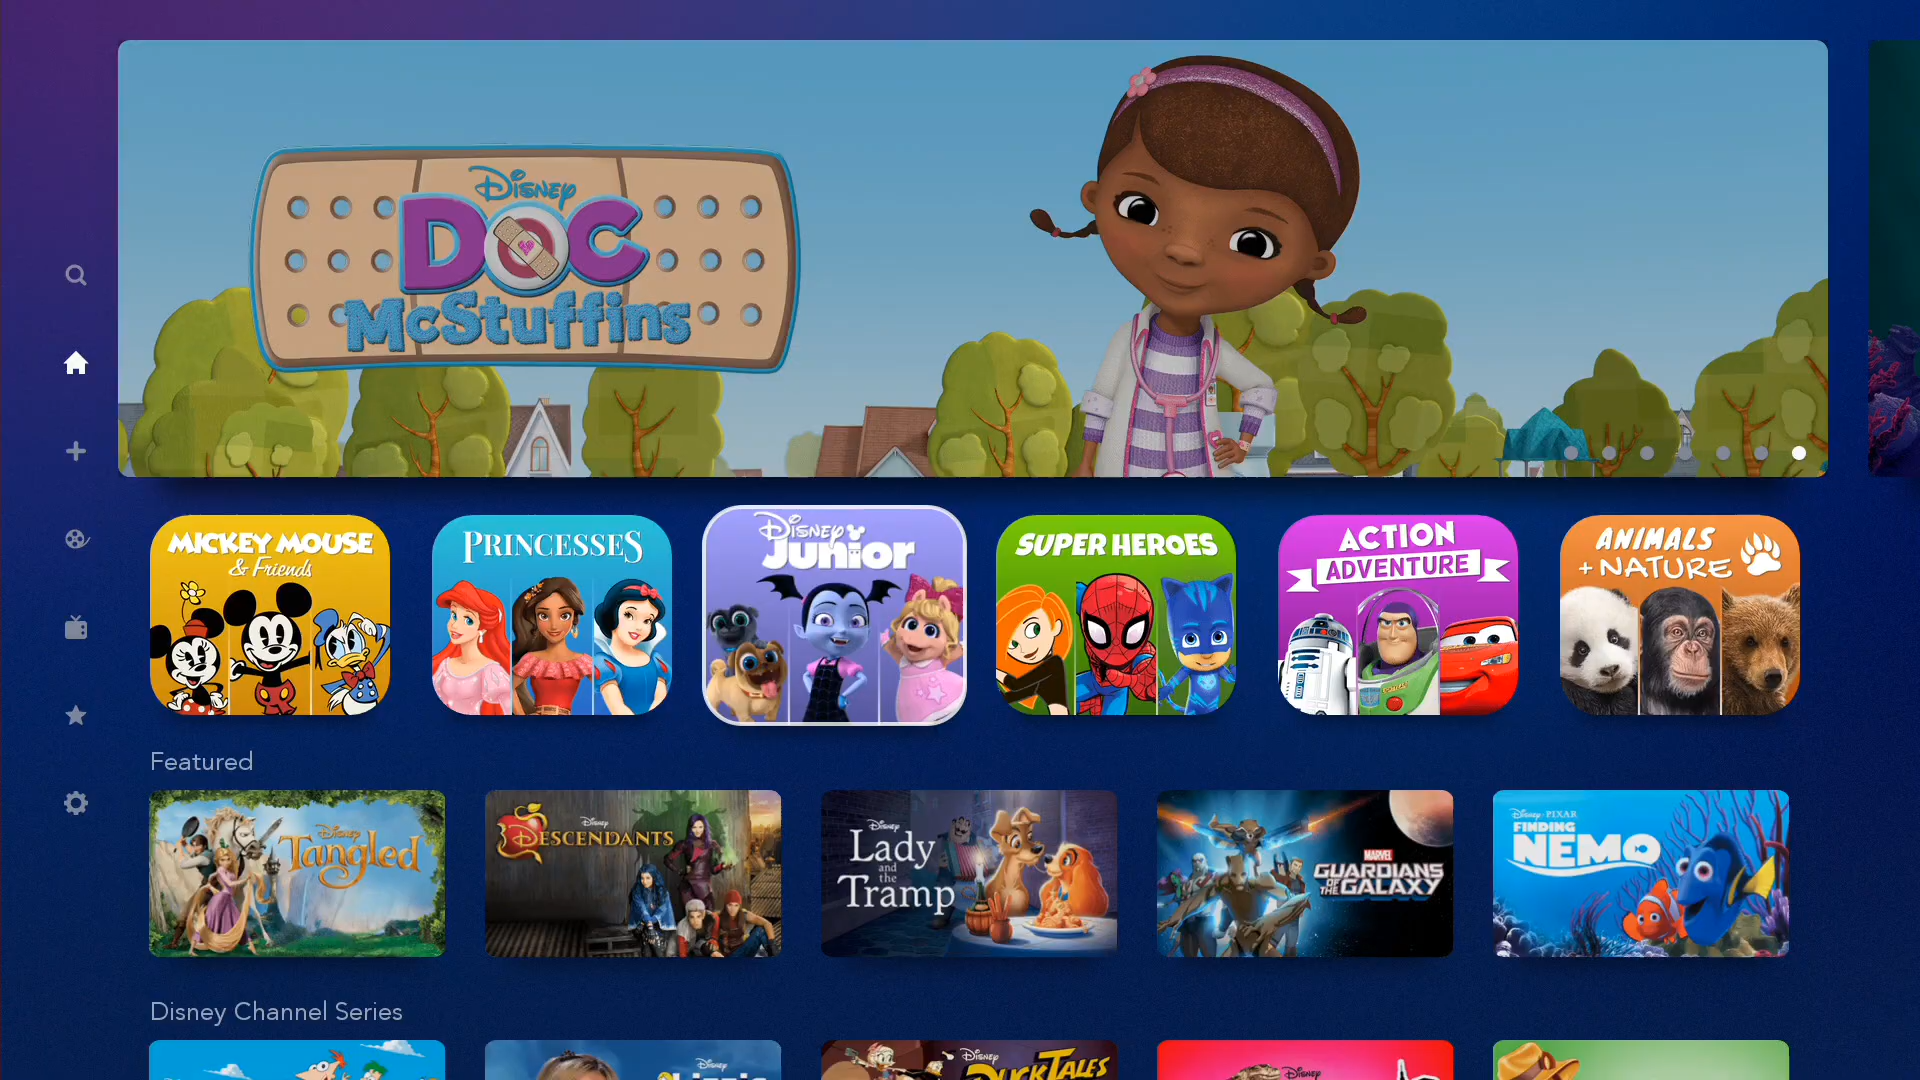 Disney
DOC
McStuffins
MICKEY MOUSE
& Friends
PRINCESSES
Disney
Junior
SUPER HEROES
ACTION
ADVENTURE
ANIMALS
+ NATURE
Featured
Disney
Tangled
Disney
DESCENDANTS
Disney
Lady
and
the
Tramp
MARVEL
GUARDIANS
OF THE GALAXY
Disney · PIXAR
FINDING
NEMO
Disney Channel Series
Disney
Disney
DUCKTALES
Disney